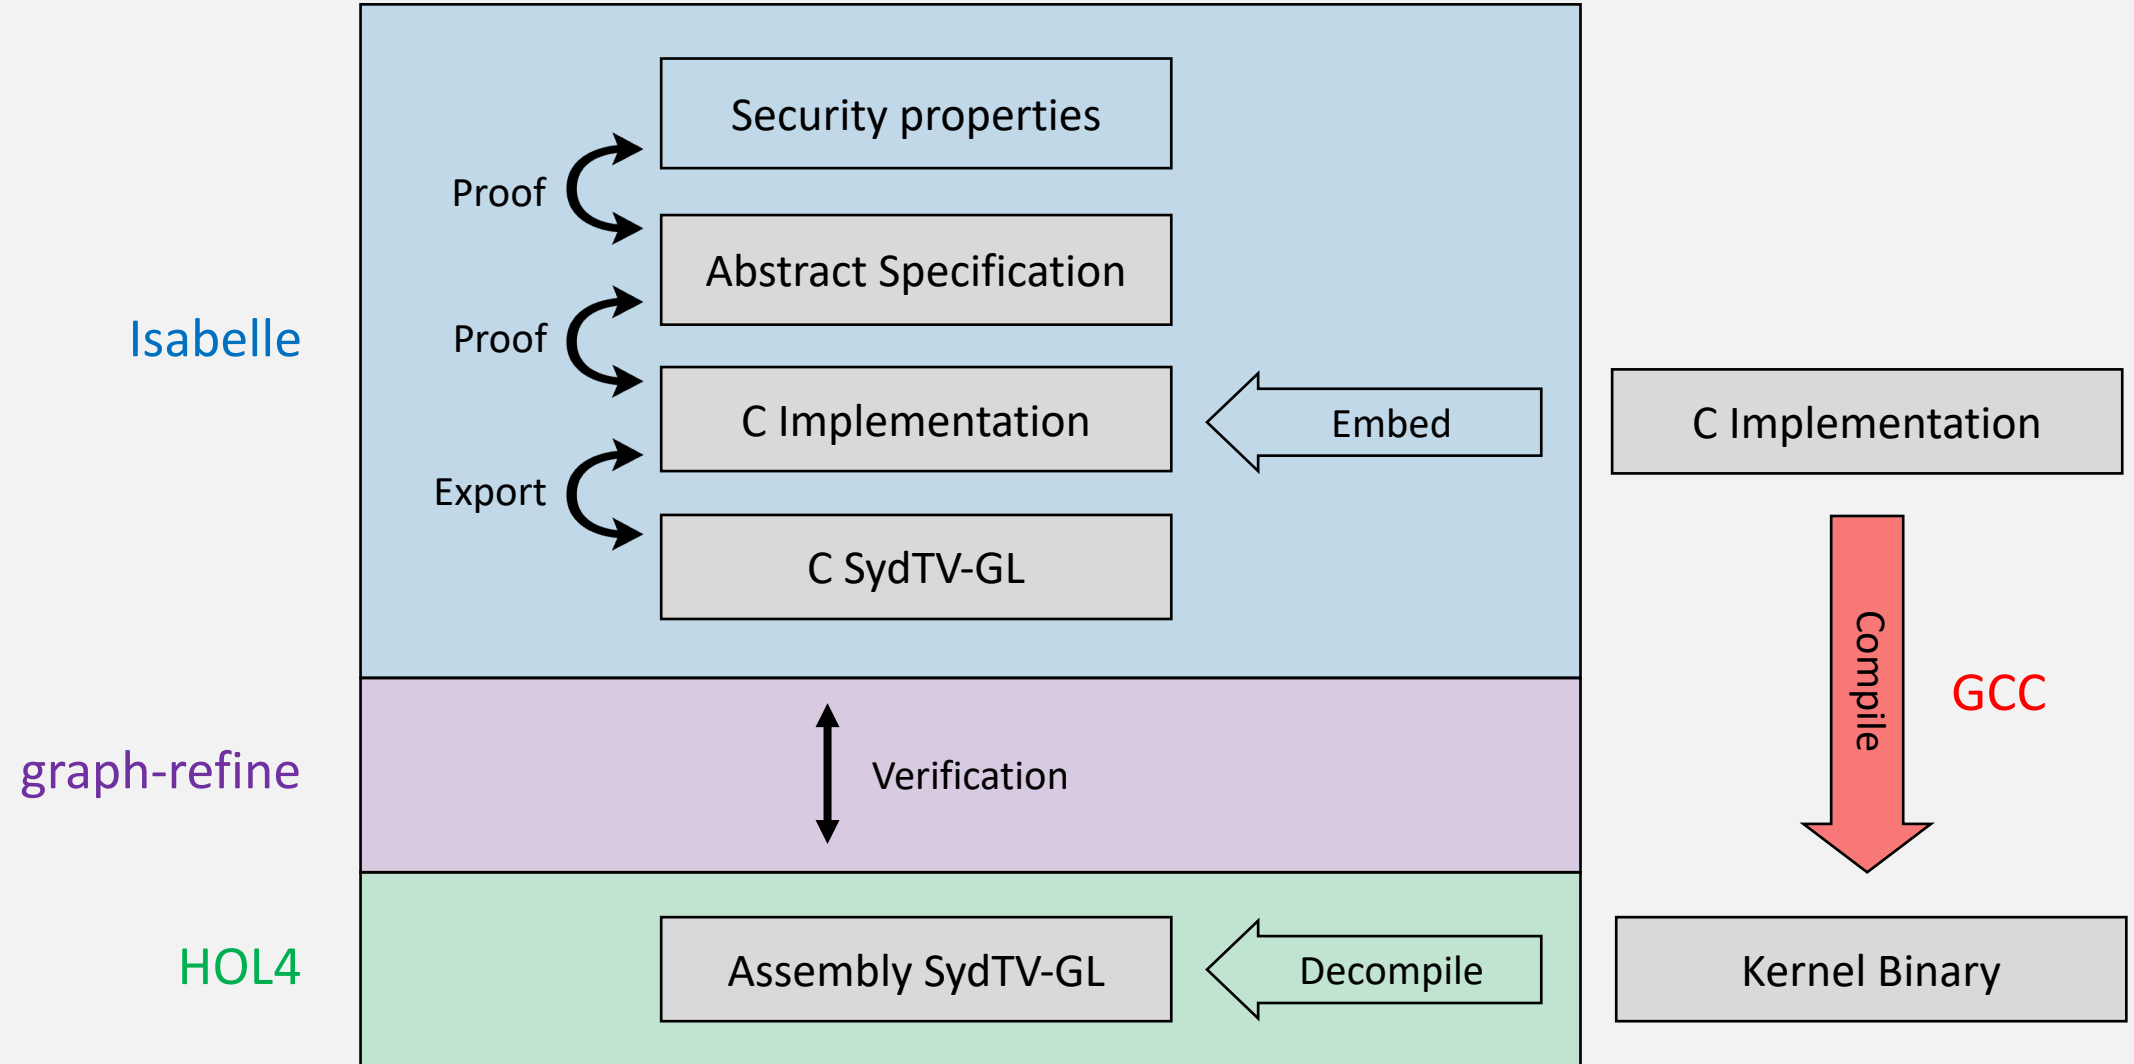 Security properties
Proof
Abstract Specification
Isabelle
Proof
C Implementation
Embed
C Implementation
Export
C SydTV-GL
Compile
GCC
graph-refine
Verification
HOL4
Assembly SydTV-GL
Decompile
Kernel Binary